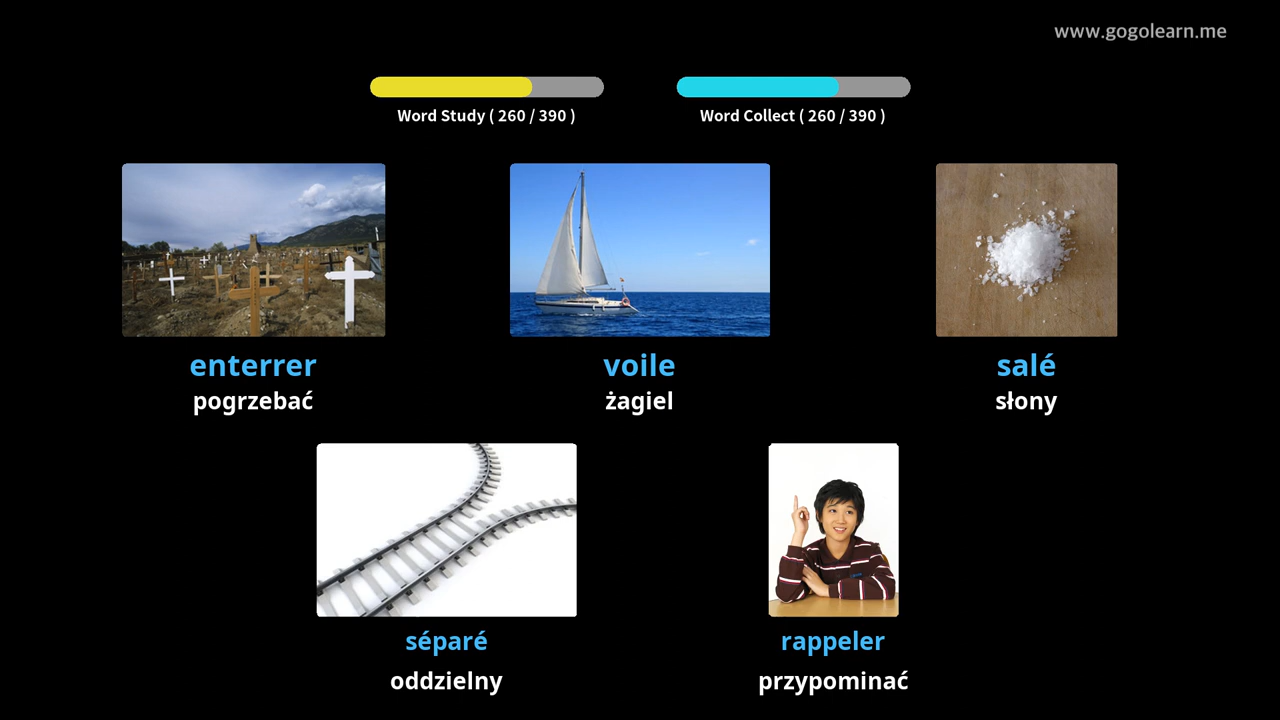 www.gogolearn.me
Word Study ( 260 / 390 )
Word Collect ( 260 / 390 )
enterrer
pogrzebać
voile
żagiel
salé
słony
séparé
oddzielny
rappeler
przypominać